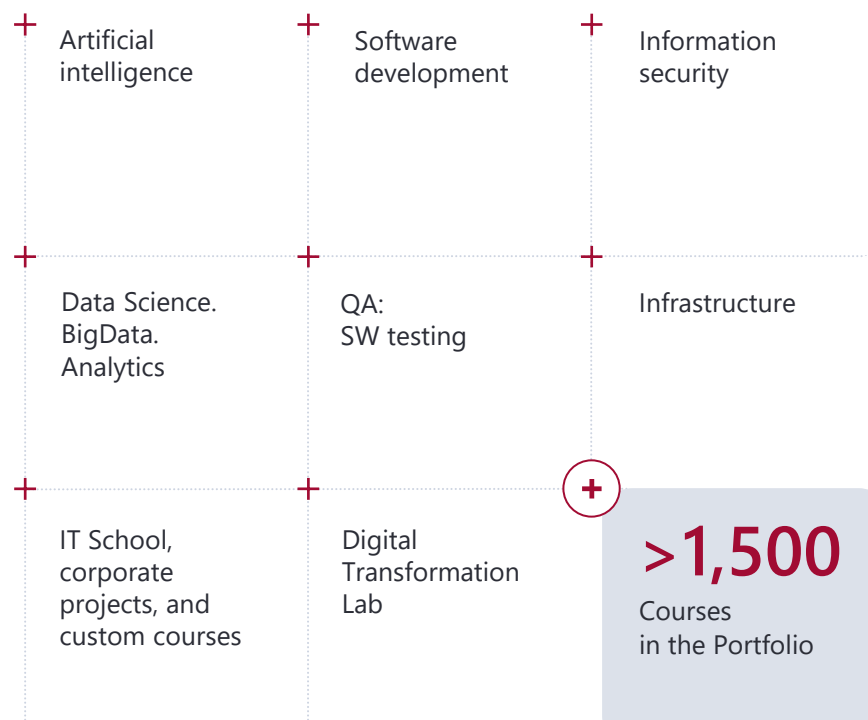 Artificial
intelligence
Software
development
Information
security
Data Science.
BigData.
Analytics
QA:
SW testing
Infrastructure
IT School,
corporate
projects, and
custom courses
Digital
Transformation
Lab
>1,500
Courses
in the Portfolio